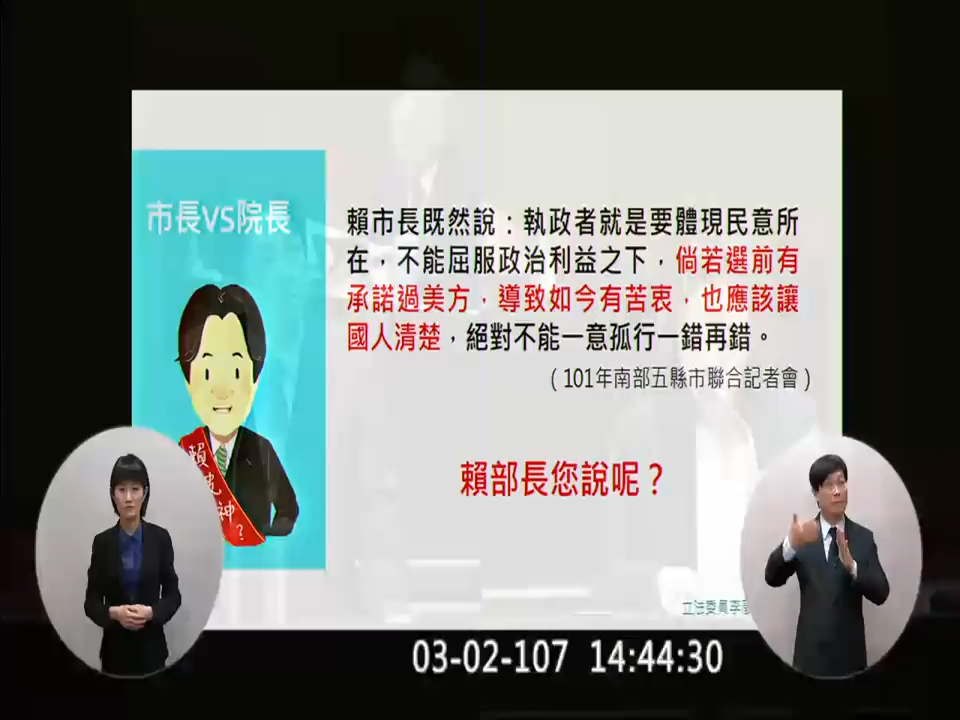 市長VS院長
賴市長既然說：執政者就是要體現民意所
在，不能屈服政治利益之下，倘若選前有
承諾過美方，導致如今有苦衷，也應該讓
國人清楚，絕對不能一意孤行一錯再錯。
（101年南部五縣市聯合記者會）
賴部長您說呢？
賴
神?
立法委員李
03-02-107 14:44:30